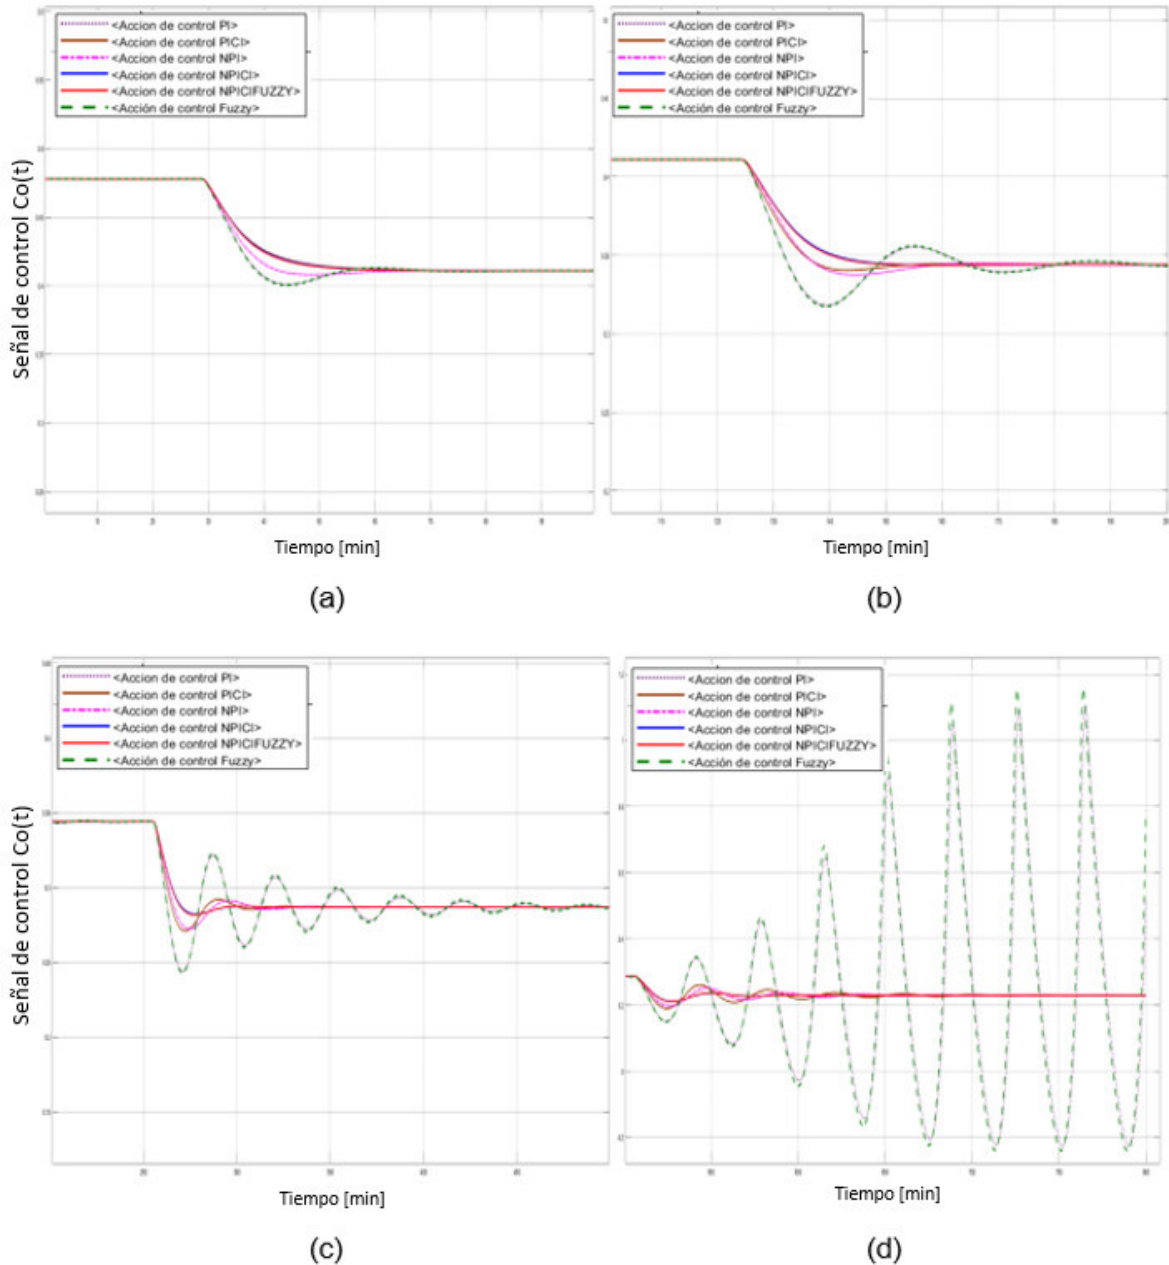 <Accion de control PI>
<Accion de control PICI>
<Accion de control NPI>
<Accion de control NPICI>
<Accion de control NPICIFUZZY>
<Acción de control Fuzzy>
Señal de control Co(t)
Tiempo [min]
(a)
<Accion de control PI>
<Accion de control PICI>
<Accion de control NPI>
<Accion de control NPICI>
<Accion de control NPICIFUZZY>
<Acción de control Fuzzy>
Tiempo [min]
(b)
<Accion de control PI>
<Accion de control PICI>
<Accion de control NPI>
<Accion de control NPICI>
<Accion de control NPICIFUZZY>
<Acción de control Fuzzy>
Señal de control Co(t)
Tiempo [min]
(c)
<Accion de control PI>
<Accion de control PICI>
<Accion de control NPI>
<Accion de control NPICI>
<Accion de control NPICIFUZZY>
<Acción de control Fuzzy>
Tiempo [min]
(d)